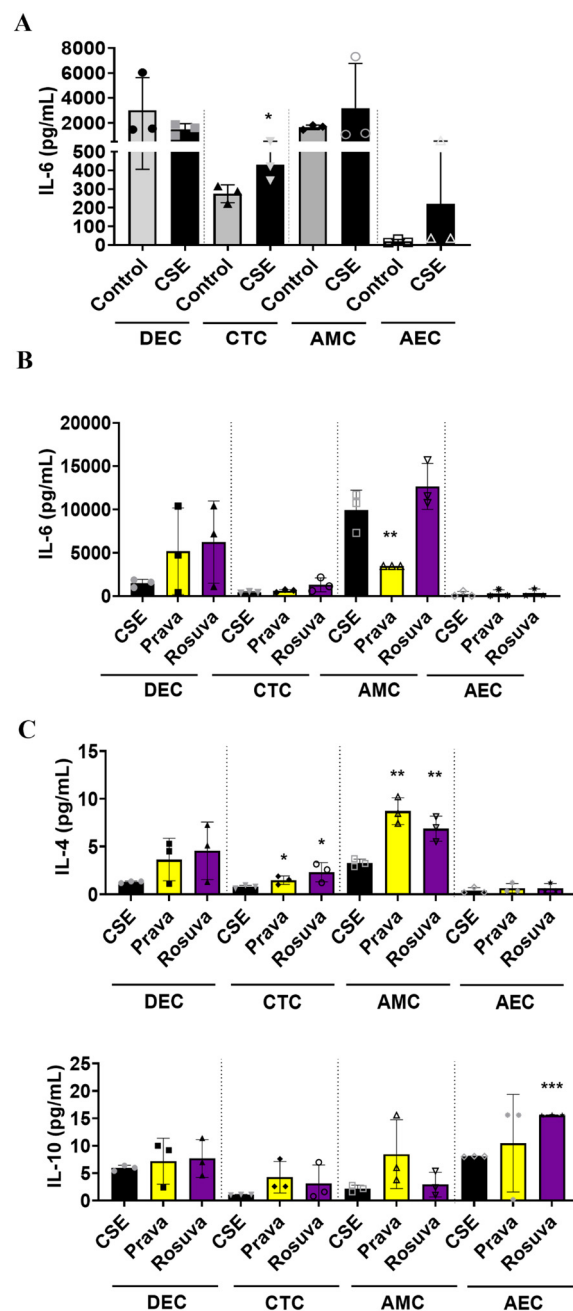 A
IL-6 (pg/mL)
8000
6000
4000
2000
500
400
300
200
100
0
*
Control
CSE
Control
CSE
Control
CSE
Control
CSE
DEC
CTC
AMC
AEC
B
IL-6 (pg/mL)
20000
15000
10000
5000
0
**
CSE
Prava
Rosuva
CSE
Prava
Rosuva
CSE
Prava
Rosuva
CSE
Prava
Rosuva
DEC
CTC
AMC
AEC
C
IL-4 (pg/mL)
15
10
5
0
*
*
**
**
CSE
Prava
Rosuva
CSE
Prava
Rosuva
CSE
Prava
Rosuva
CSE
Prava
Rosuva
DEC
CTC
AMC
AEC
IL-10 (pg/mL)
25
20
15
10
5
0
***
CSE
Prava
Rosuva
CSE
Prava
Rosuva
CSE
Prava
Rosuva
CSE
Prava
Rosuva
DEC
CTC
AMC
AEC